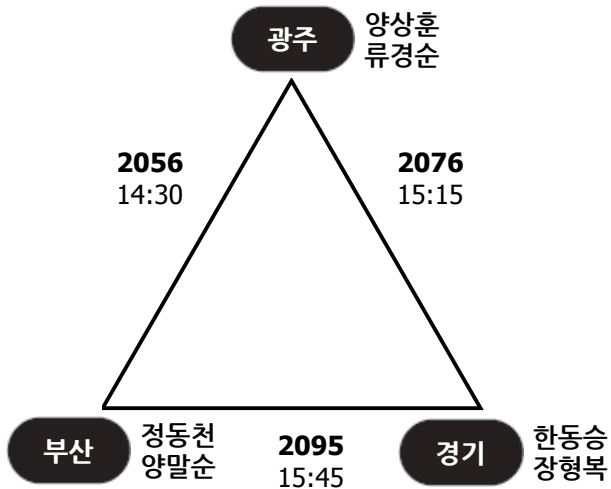 광주
양상훈
류경순
2056
14:30
2076
15:15
부산
정동천
양말순
2095
15:45
경기
한동승
장형복